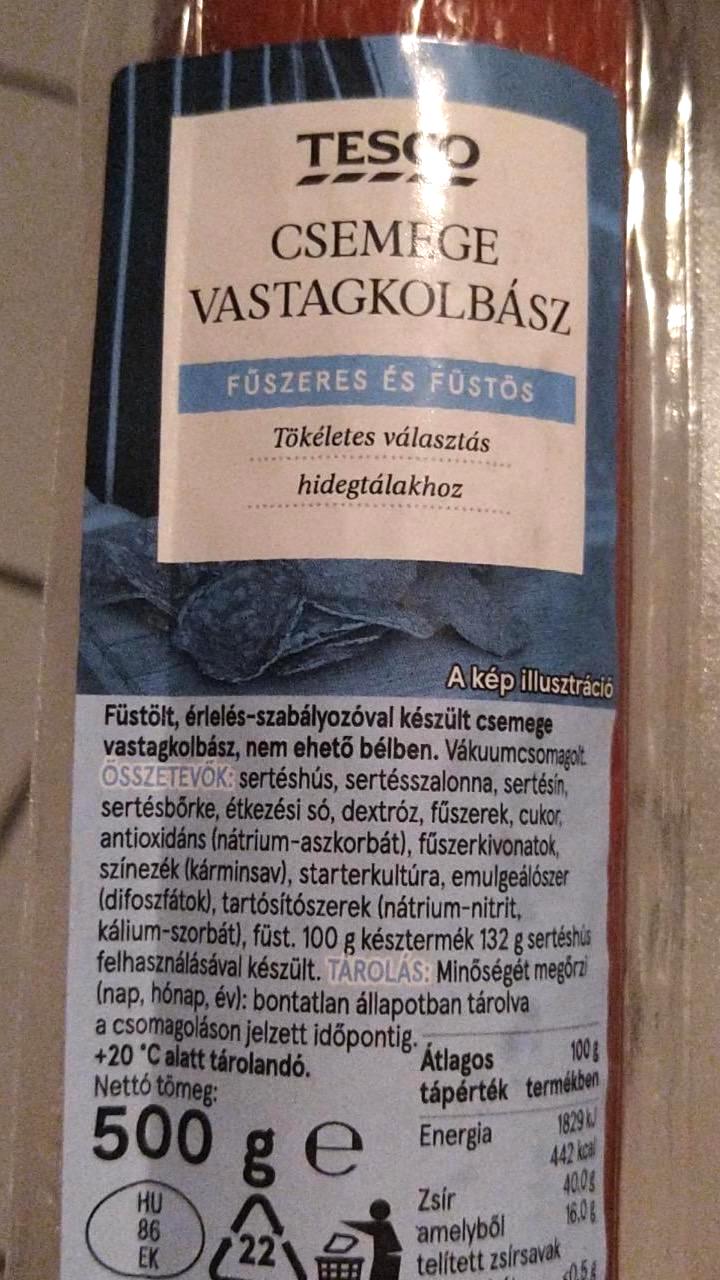 TESCO
CSEMEGE
VASTAGKOLBÁSZ
FŰSZERES ÉS FÜSTÖS
Tökéletes választás
hidegtálakhoz
A kép illusztráció
Füstölt, érlelés-szabályozóval készült csemege
vastagkolbász, nem ehető bélben. Vákuumcsomagolt.
ÖSSZETEVŐK: sertéshús, sertésszalonna, sertésín,
sertésbőrke, étkezési só, dextróz, fűszerek, cukor,
antioxidáns (nátrium-aszkorbát), fűszerkivonatok,
színezék (kárminsav), starterkultúra, emulgeálószer
(difoszfátok), tartósítószerek (nátrium-nitrit,
kálium-szorbát), füst. 100 g késztermék 132 g sertéshús
felhasználásával készült. TÁROLÁS: Minőségét megőrzi
(nap, hónap, év): bontatlan állapotban tárolva
a csomagoláson jelzett időpontig.
+20 °C alatt tárolandó.
Nettó tömeg:
500 g e
HU
86
EK
22
Átlagos 100 g
tápérték termékben
Energia 1829 kJ
442 kcal
Zsír 40,0 g
amelyből 16,0 g
telített zsírsavak
<0,5 g